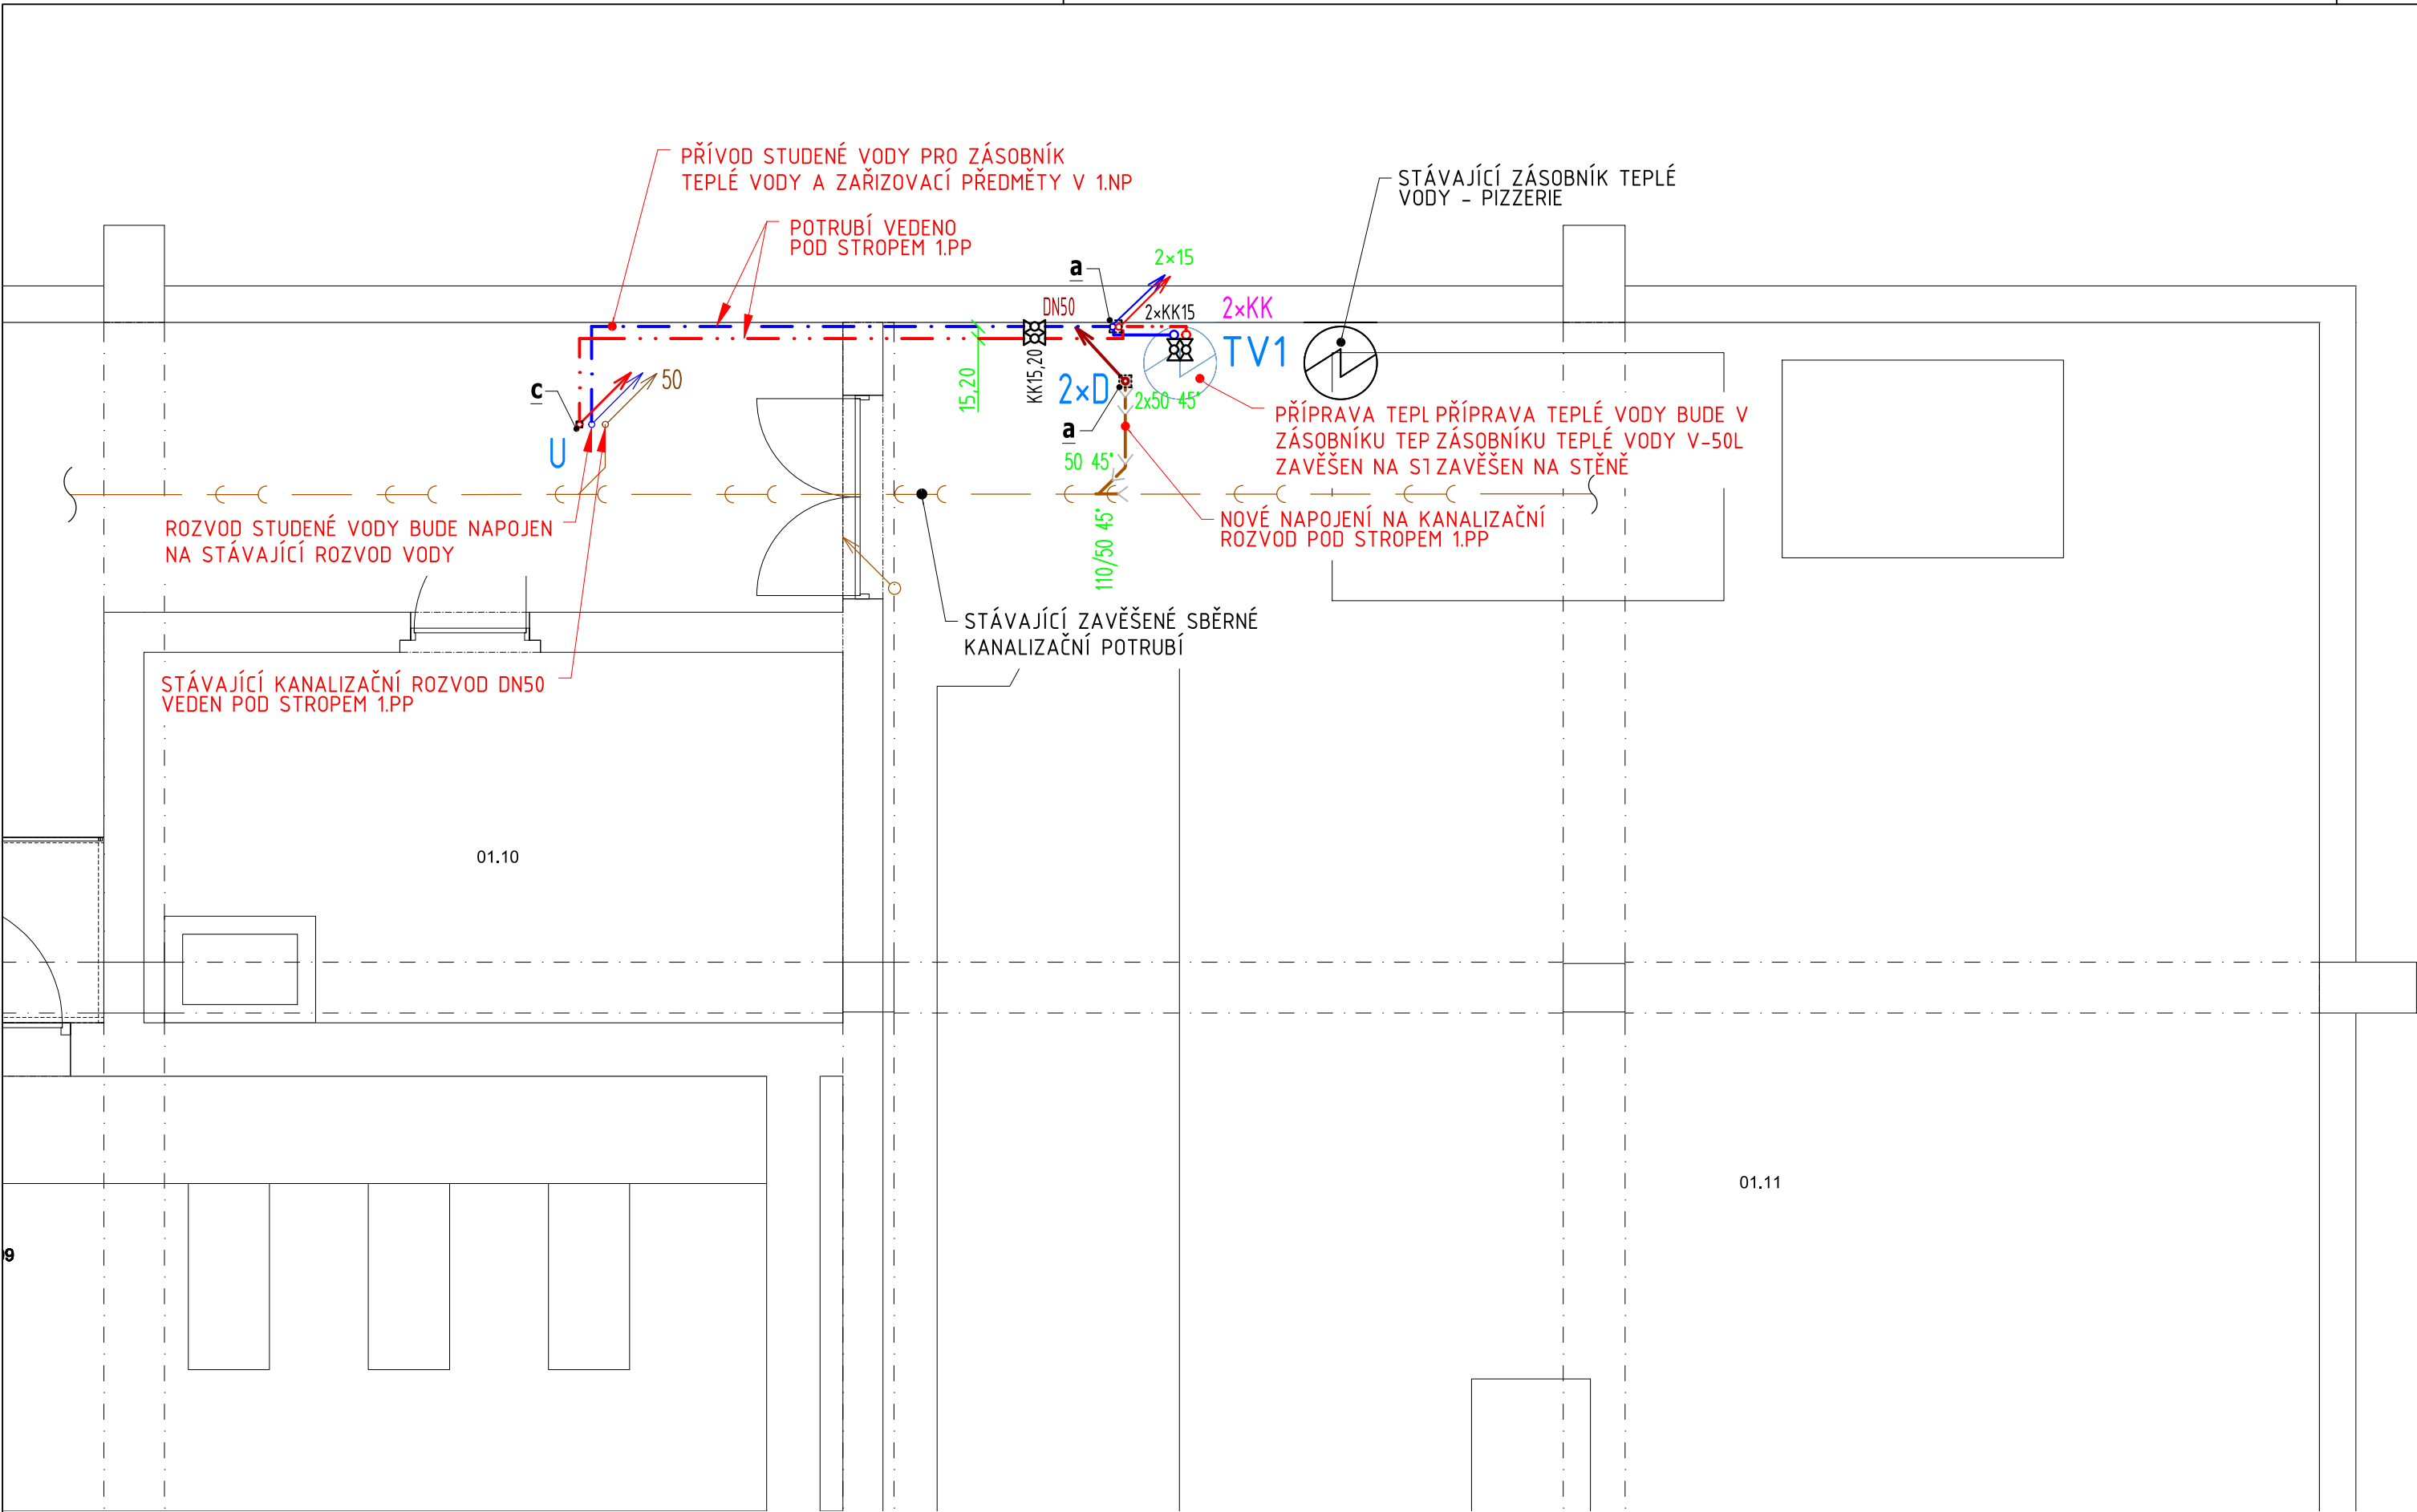 PŘÍVOD STUDENÉ VODY PRO ZÁSOBNÍK
TEPLÉ VODY A ZAŘIZOVACÍ PŘEDMĚTY V 1.NP
POTRUBÍ VEDENO
POD STROPEM 1.PP
STÁVAJÍCÍ ZÁSOBNÍK TEPLÉ
VODY - PIZZERIE
a
2×15
DN50
2×KK15
2×KK
TV1
KK15,20
15,20
2×D
2x50 45°
a
50 45°
110/50 45°
c
50
U
PŘÍPRAVA TEPL PŘÍPRAVA TEPLÉ VODY BUDE V
ZÁSOBNÍKU TEP ZÁSOBNÍKU TEPLÉ VODY V-50L
ZAVĚŠEN NA ST ZAVĚŠEN NA STĚNĚ
ROZVOD STUDENÉ VODY BUDE NAPOJEN
NA STÁVAJÍCÍ ROZVOD VODY
NOVÉ NAPOJENÍ NA KANALIZAČNÍ
ROZVOD POD STROPEM 1.PP
STÁVAJÍCÍ ZAVĚŠENÉ SBĚRNÉ
KANALIZAČNÍ POTRUBÍ
STÁVAJÍCÍ KANALIZAČNÍ ROZVOD DN50
VEDEN POD STROPEM 1.PP
01.10
01.11
9